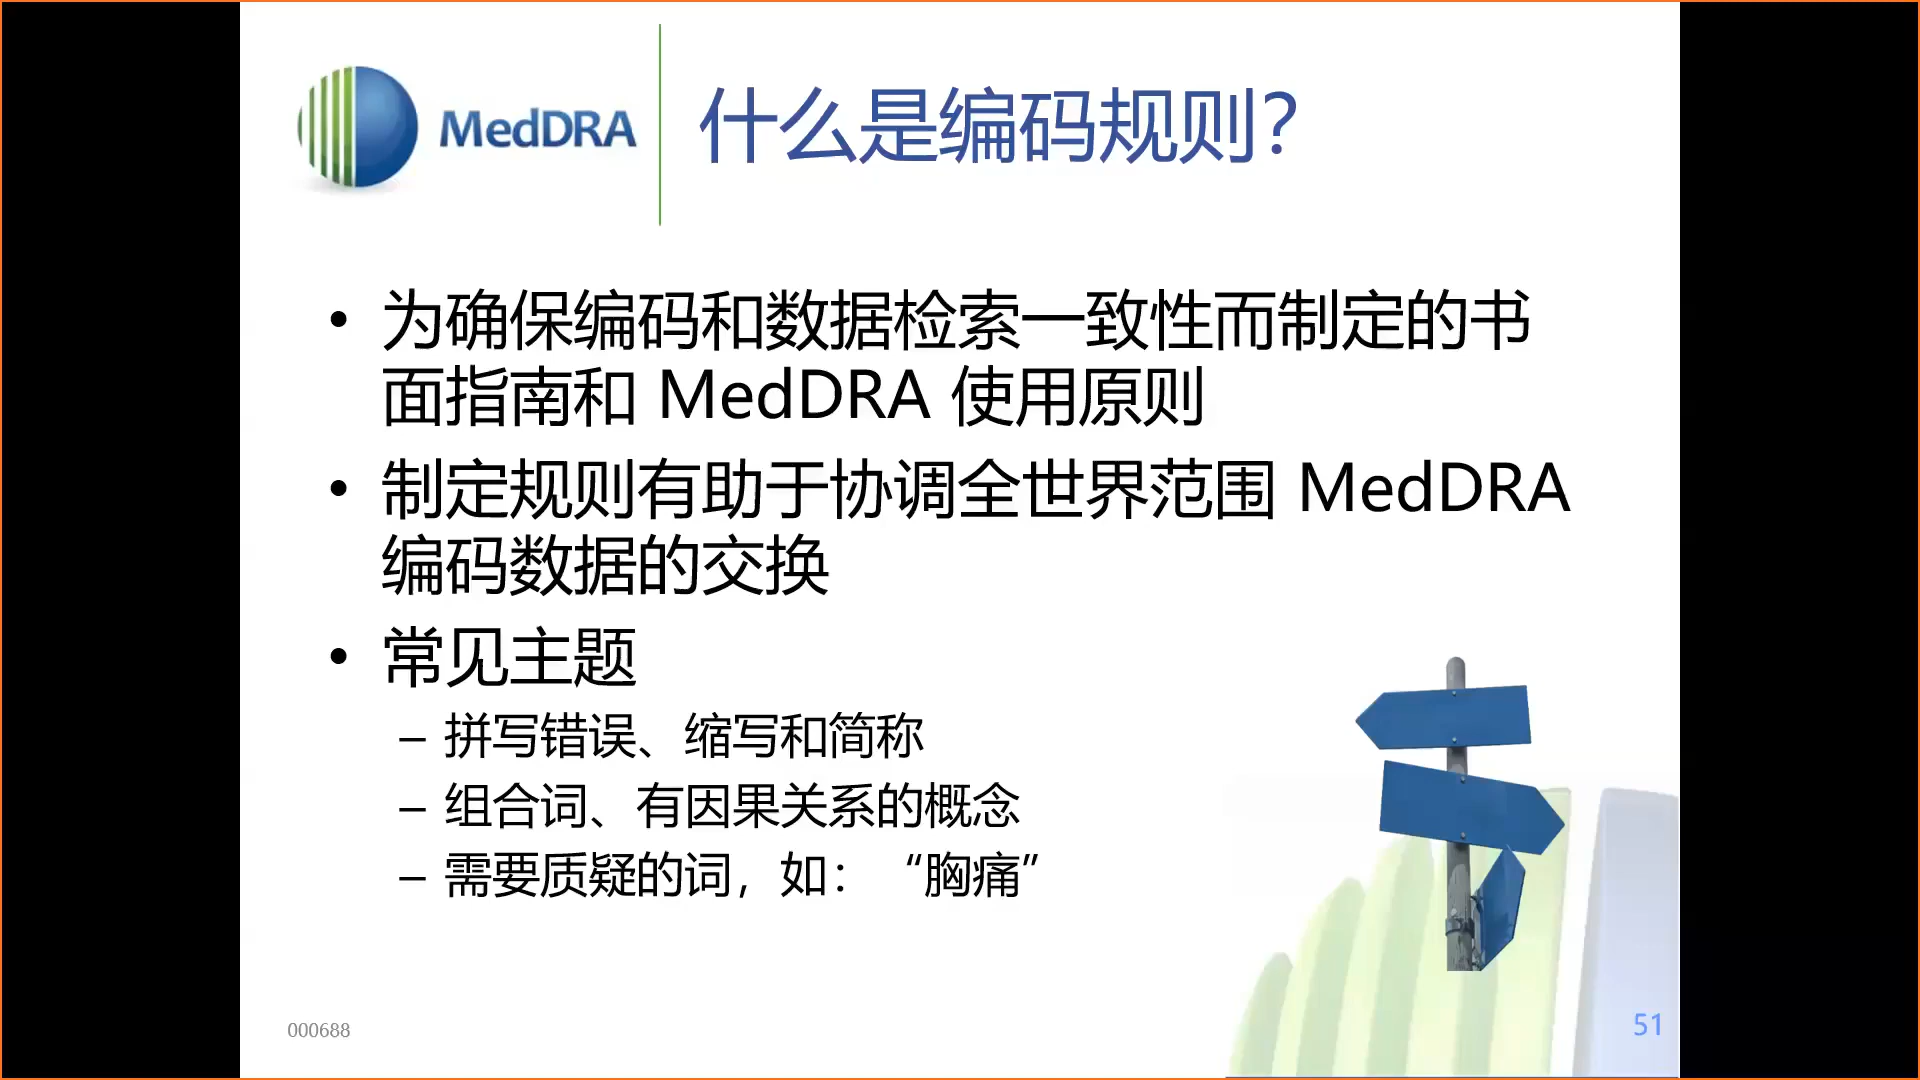 MedDRA
什么是编码规则?
• 为确保编码和数据检索一致性而制定的书
面指南和 MedDRA 使用原则
• 制定规则有助于协调全世界范围 MedDRA
编码数据的交换
• 常见主题
– 拼写错误、缩写和简称
– 组合词、有因果关系的概念
– 需要质疑的词，如：“胸痛”
000688
51